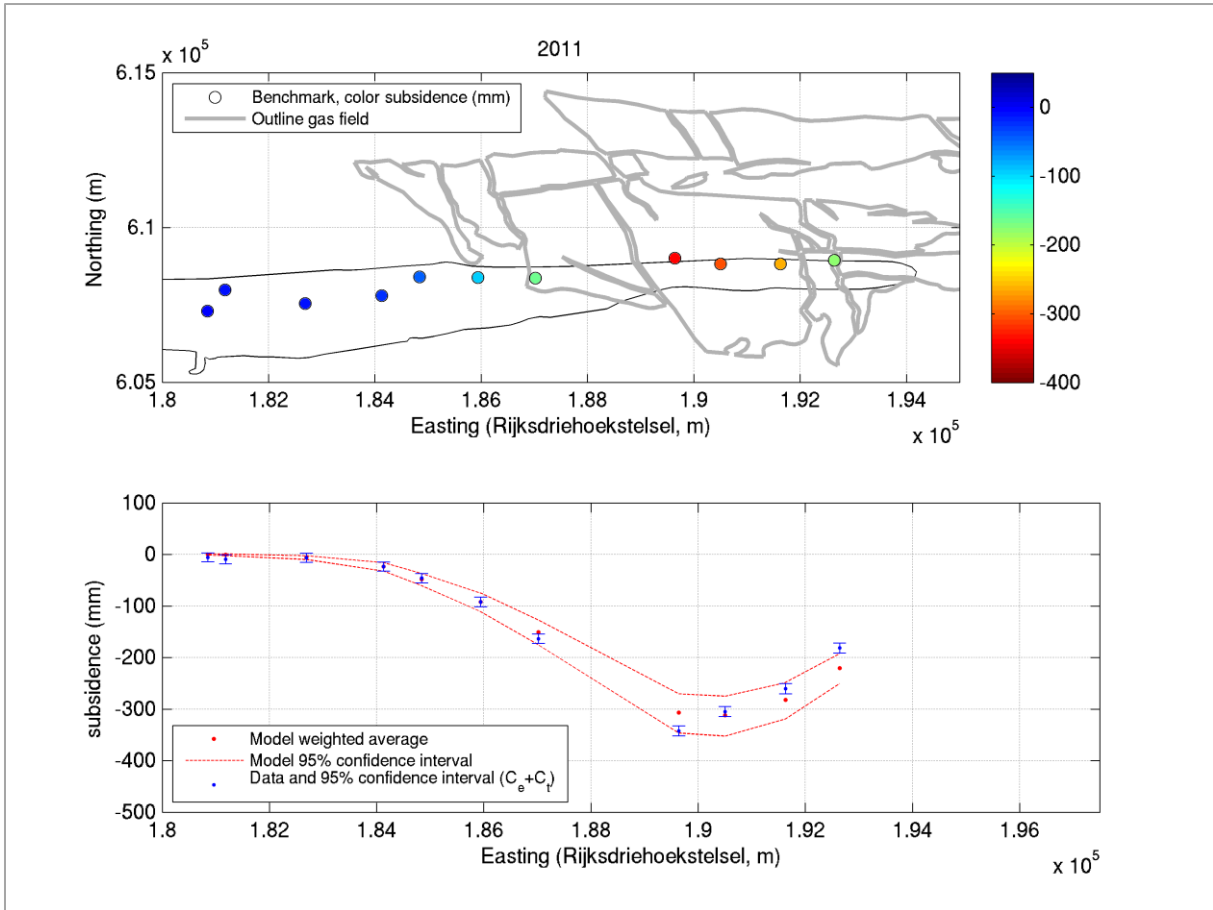 x 10^5
2011
6.15
6.1
6.05
Northing (m)
Benchmark, color subsidence (mm)
Outline gas field
1.8
1.82
1.84
1.86
1.88
1.9
1.92
1.94
Easting (Rijksdriehoekstelsel, m)
x 10^5
0
-100
-200
-300
-400
100
0
-100
-200
-300
-400
-500
subsidence (mm)
Model weighted average
Model 95% confidence interval
Data and 95% confidence interval (C_e+C_t)
1.8
1.82
1.84
1.86
1.88
1.9
1.92
1.94
1.96
Easting (Rijksdriehoekstelsel, m)
x 10^5